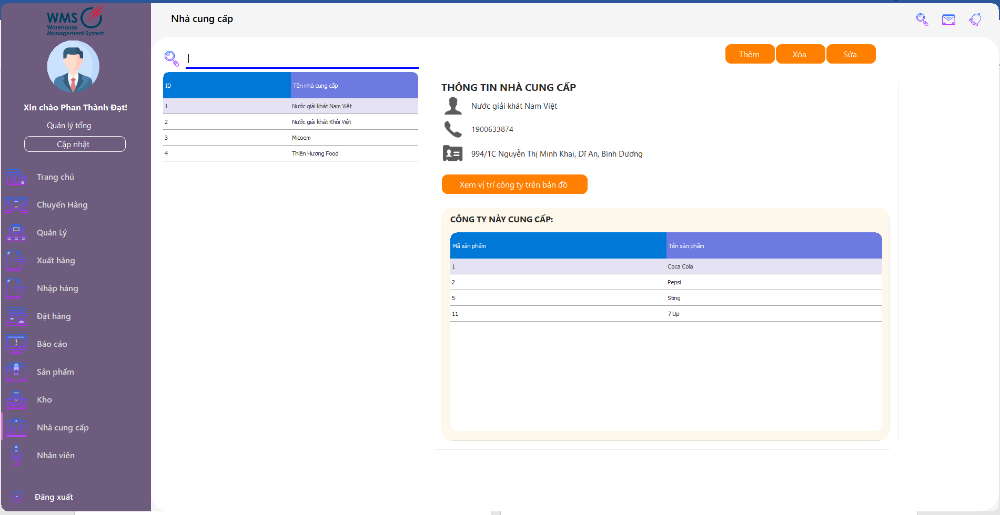 WMS
Warehouse
Management System
Xin chào Phan Thành Đạt!
Quản lý tổng
Cập nhật
Trang chủ
Chuyển Hàng
Quản Lý
Xuất hàng
Nhập hàng
Đặt hàng
Báo cáo
Sản phẩm
Kho
Nhà cung cấp
Nhân viên
Đăng xuất
Nhà cung cấp
Thêm Xóa Sửa
ID Tên nhà cung cấp
1 Nước giải khát Nam Việt
2 Nước giải khát Khôi Việt
3 Micoem
4 Thiên Hương Food
THÔNG TIN NHÀ CUNG CẤP
Nước giải khát Nam Việt
1900633874
994/1C Nguyễn Thị Minh Khai, Dĩ An, Bình Dương
Xem vị trí công ty trên bản đồ
CÔNG TY NÀY CUNG CẤP:
Mã sản phẩm Tên sản phẩm
1 Coca Cola
2 Pepsi
5 Sting
11 7 Up